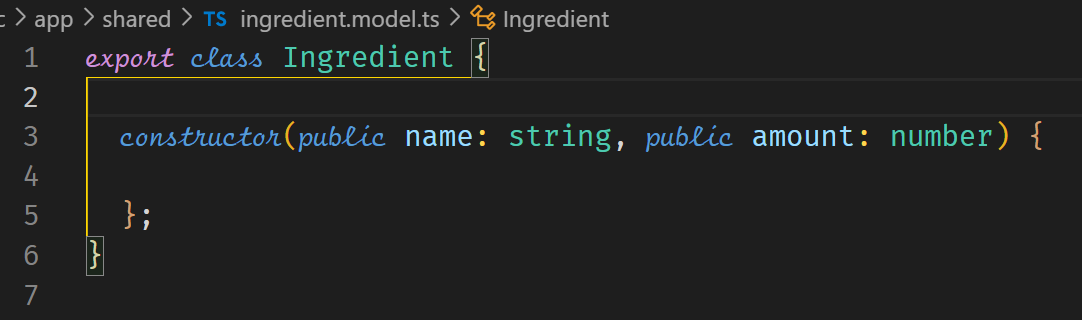 c > app > shared > TS ingredient.model.ts > Ingredient
1 export class Ingredient {
2
3 constructor(public name: string, public amount: number) {
4
5 };
6 }
7